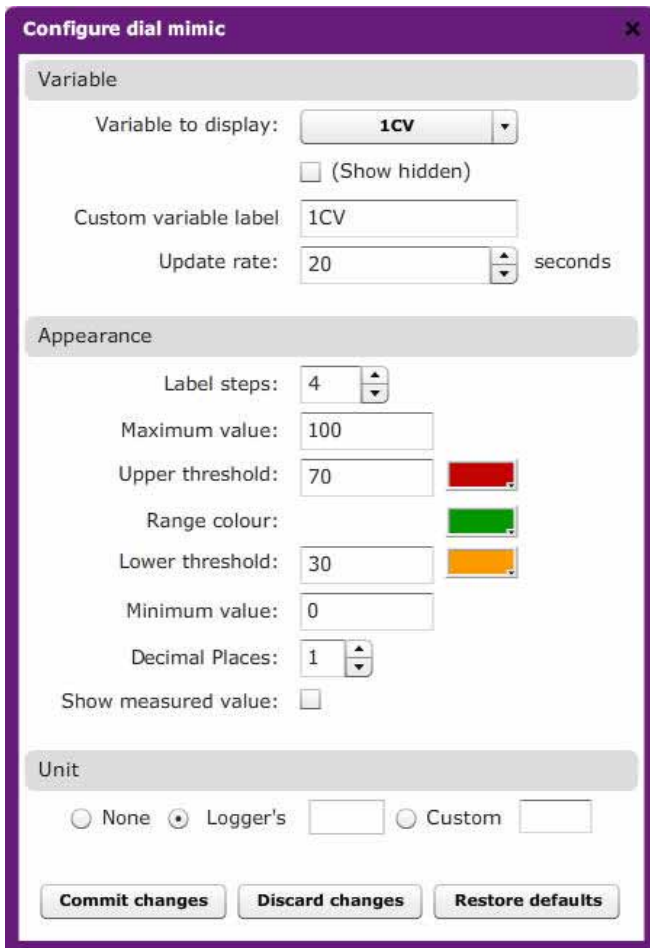 Configure dial mimic
Variable
Variable to display: 1CV
(Show hidden)
Custom variable label 1CV
Update rate: 20 seconds
Appearance
Label steps: 4
Maximum value: 100
Upper threshold: 70
Range colour:
Lower threshold: 30
Minimum value: 0
Decimal Places: 1
Show measured value:
Unit
None Logger's Custom
Commit changes Discard changes Restore defaults